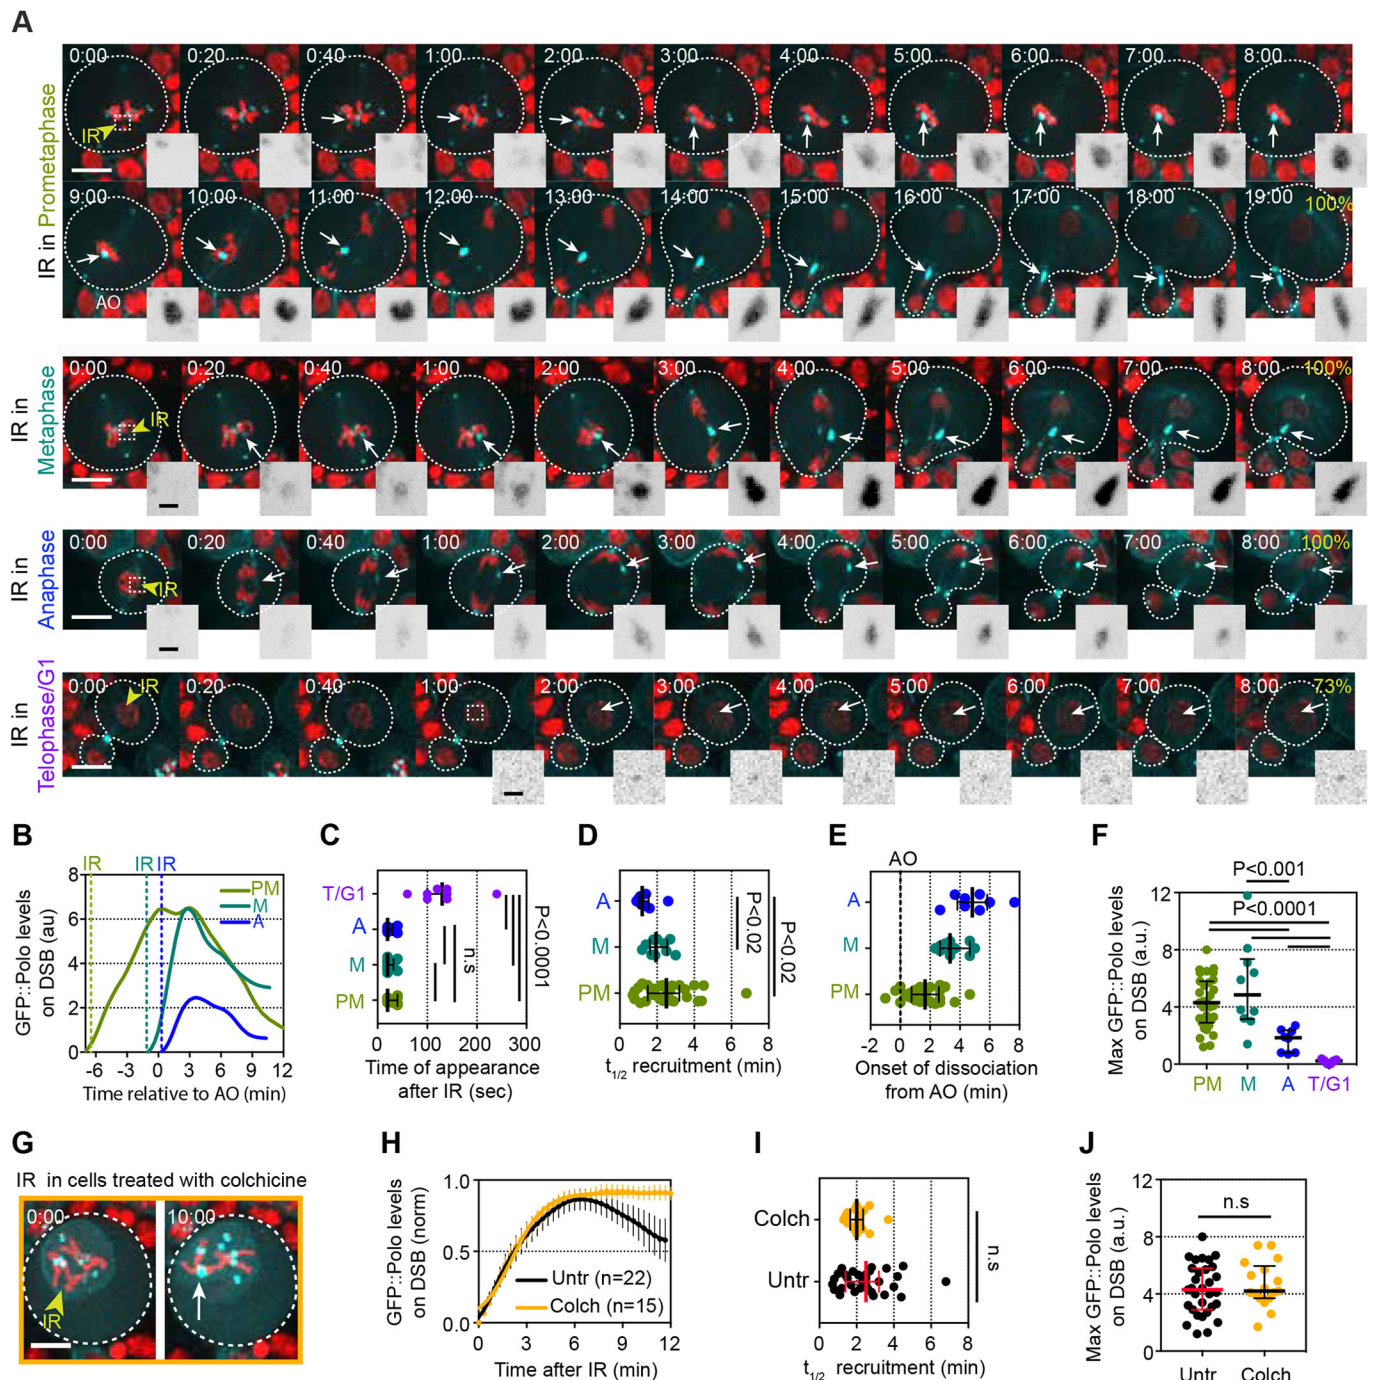 A
IR in Prometaphase
0:00 0:20 0:40 1:00 2:00 3:00 4:00 5:00 6:00 7:00 8:00
IR
9:00 10:00 11:00 12:00 13:00 14:00 15:00 16:00 17:00 18:00 19:00 100%
AO
IR in
Metaphase
0:00 0:20 0:40 1:00 2:00 3:00 4:00 5:00 6:00 7:00 8:00 100%
IR
IR in
Anaphase
0:00 0:20 0:40 1:00 2:00 3:00 4:00 5:00 6:00 7:00 8:00 100%
IR
IR in
Telophase/G1
0:00 0:20 0:40 1:00 2:00 3:00 4:00 5:00 6:00 7:00 8:00 73%
IR
B
IR IR IR
GFP::Polo levels
on DSB (au)
8
6
4
2
0
PM
M
A
-6 -3 0 3 6 9 12
Time relative to AO (min)
C
T/G1
A
M
PM
n.s
P<0.0001
0 100 200 300
Time of appearance
after IR (sec)
D
A
M
PM
P<0.02
P<0.02
0 2 4 6 8
t1/2 recruitment (min)
E
AO
A
M
PM
-2 0 2 4 6 8
Onset of dissociation
from AO (min)
F
P<0.001
P<0.0001
Max GFP::Polo levels
on DSB (a.u.)
12
8
4
0
PM M A T/G1
G
IR in cells treated with colchicine
0:00 10:00
IR
H
GFP::Polo levels
on DSB (norm)
1.0
0.5
0.0
Untr (n=22)
Colch (n=15)
0 3 6 9 12
Time after IR (min)
I
Colch
Untr
n.s
0 2 4 6 8
t1/2 recruitment (min)
J
Max GFP::Polo levels
on DSB (a.u.)
12
8
4
0
n.s
Untr Colch